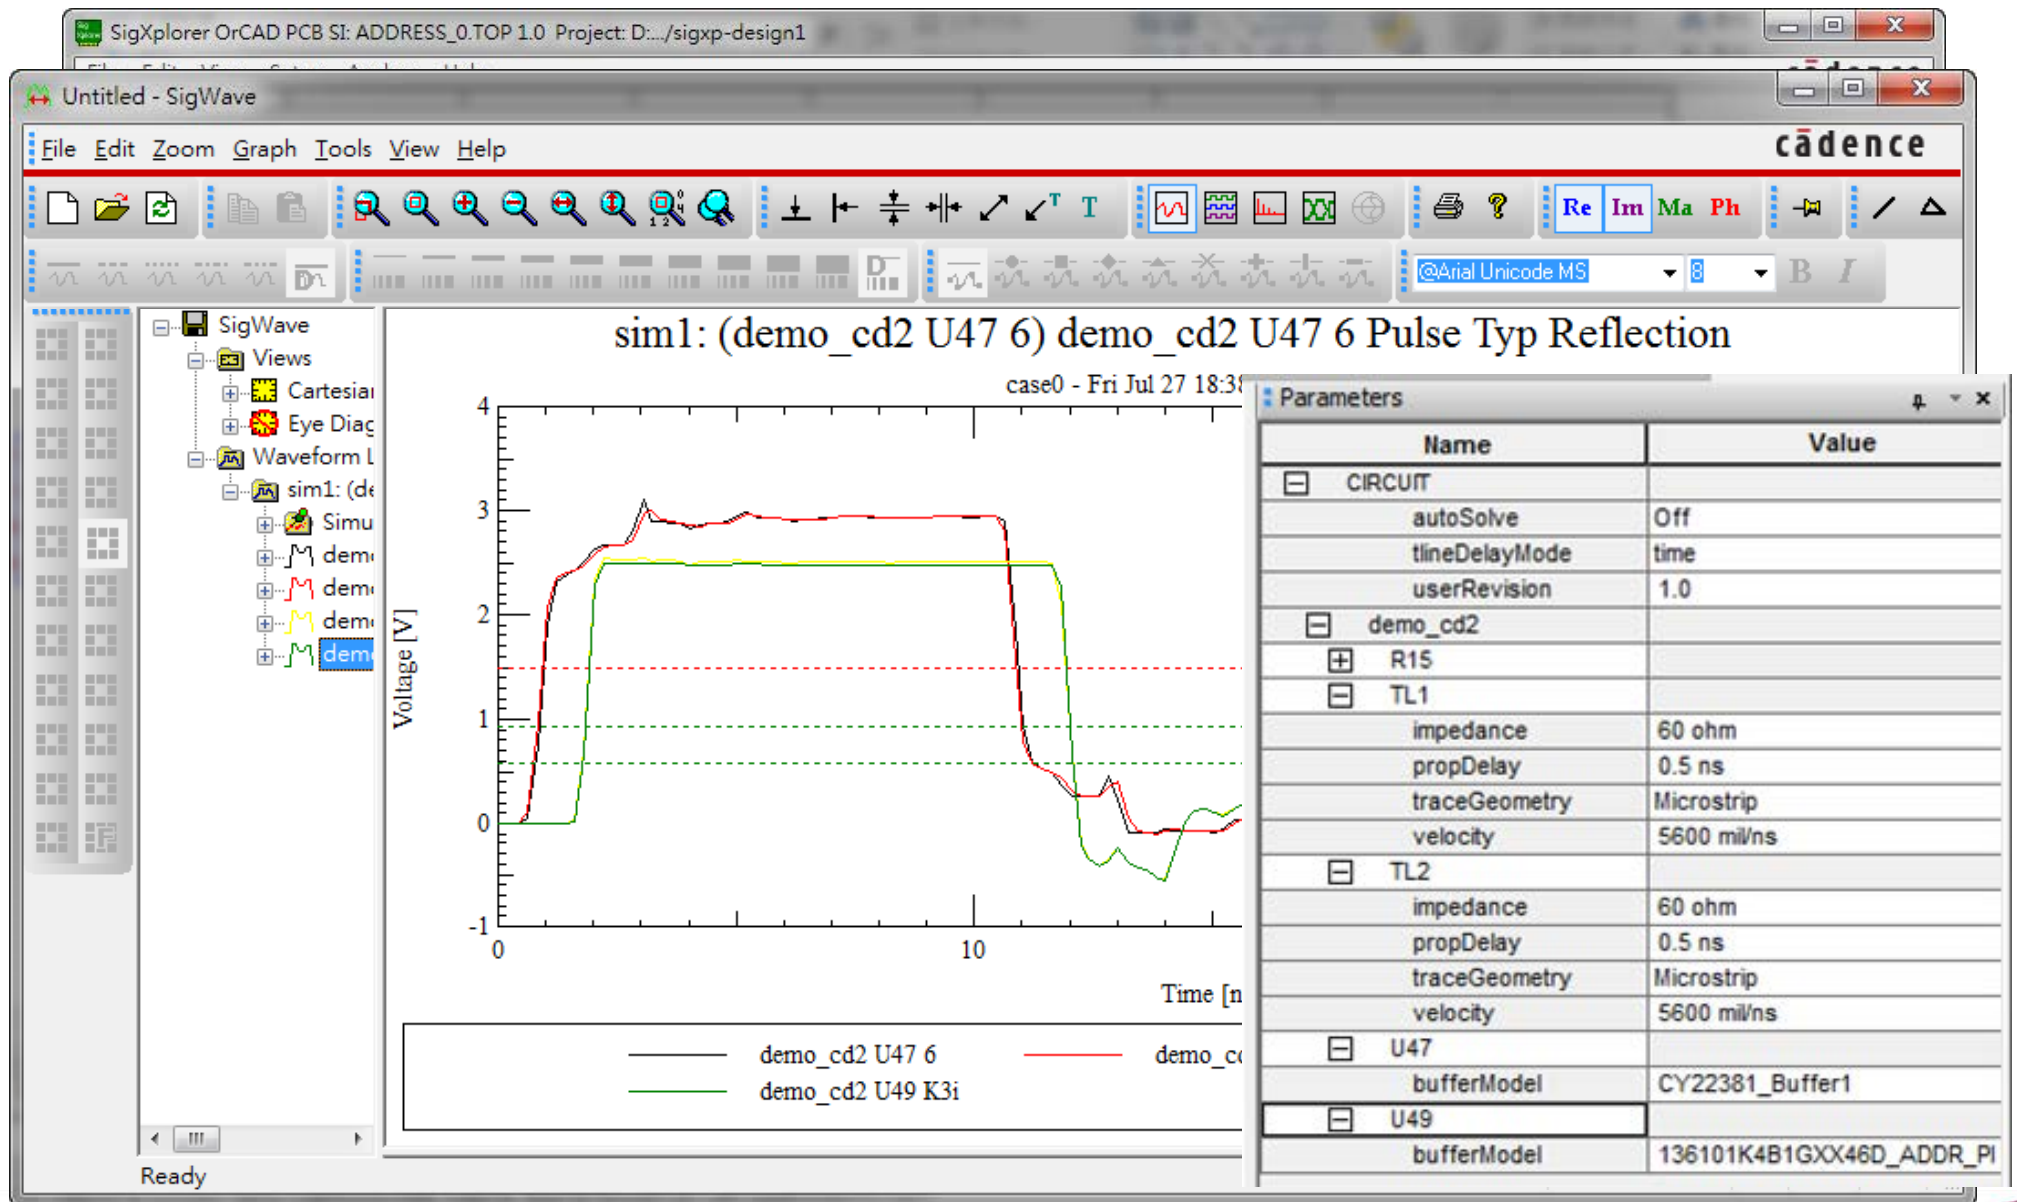 SigXplorer OrCAD PCB SI: ADDRESS_0.TOP 1.0 Project: D:.../sigxp-design1
Untitled - SigWave
File Edit Zoom Graph Tools View Help
cādence
Re Im Ma Ph
@Arial Unicode MS 8 B I
SigWave
Views
Cartesian
Eye Diag
Waveform L
sim1: (de
Simu
demo
demo
demo
demo
sim1: (demo_cd2 U47 6) demo_cd2 U47 6 Pulse Typ Reflection
case0 - Fri Jul 27 18:38
4
3
2
1
0
-1
Voltage [V]
0 10
Time [n
demo_cd2 U47 6
demo_cd
demo_cd2 U49 K3i
Ready
Parameters
Name Value
CIRCUIT
autoSolve Off
tlineDelayMode time
userRevision 1.0
demo_cd2
R15
TL1
impedance 60 ohm
propDelay 0.5 ns
traceGeometry Microstrip
velocity 5600 mil/ns
TL2
impedance 60 ohm
propDelay 0.5 ns
traceGeometry Microstrip
velocity 5600 mil/ns
U47
bufferModel CY22381_Buffer1
U49
bufferModel 136101K4B1GXX46D_ADDR_PI